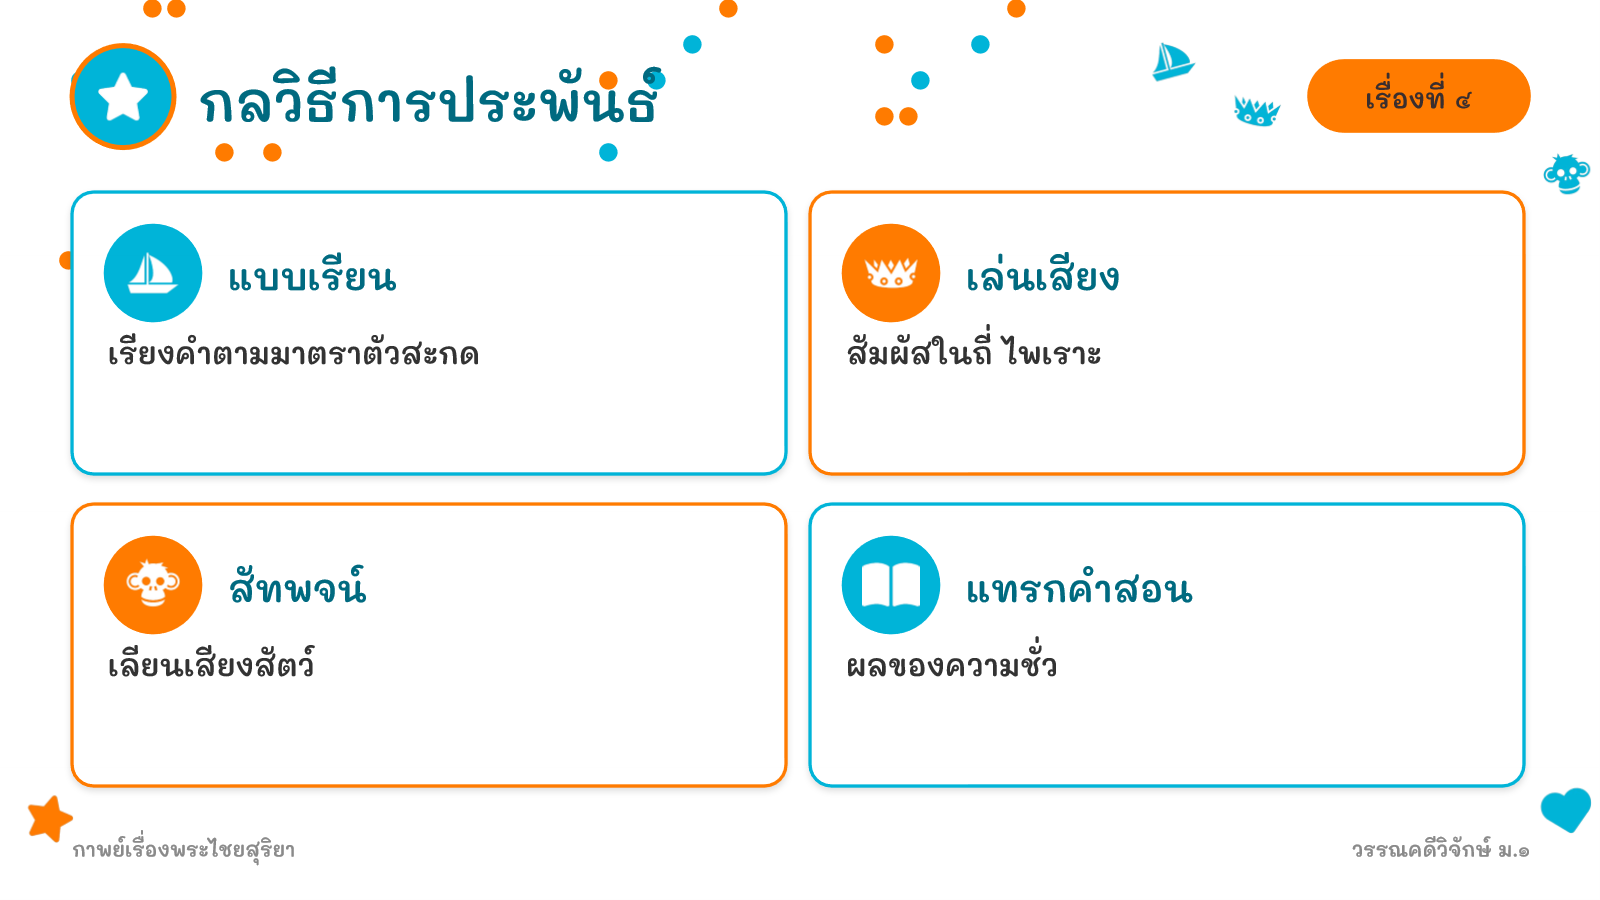 กลวิธีการประพันธ์
เรื่องที่ ๔
แบบเรียน
เรียงคำตามมาตราตัวสะกด
เล่นเสียง
สัมผัสในถี่ ไพเราะ
สัทพจน์
เลียนเสียงสัตว์
แทรกคำสอน
ผลของความชั่ว
กาพย์เรื่องพระไชยสุริยา
วรรณคดีวิจักษ์ ม.๑